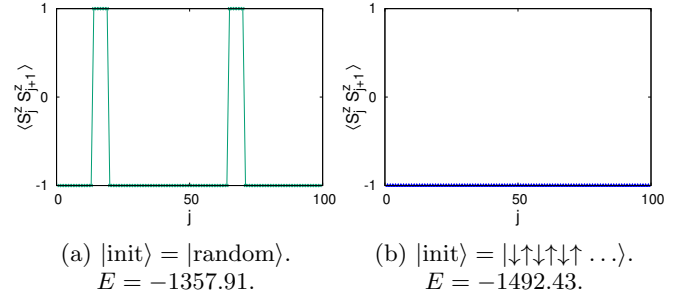 1
0
-1
⟨S^z_j S^z_{j+1}⟩
0 50 100
j
1
0
-1
⟨S^z_j S^z_{j+1}⟩
0 50 100
j
(a) |init⟩ = |random⟩.
E = −1357.91.
(b) |init⟩ = |↓↑↓↑↓↑ ...⟩.
E = −1492.43.